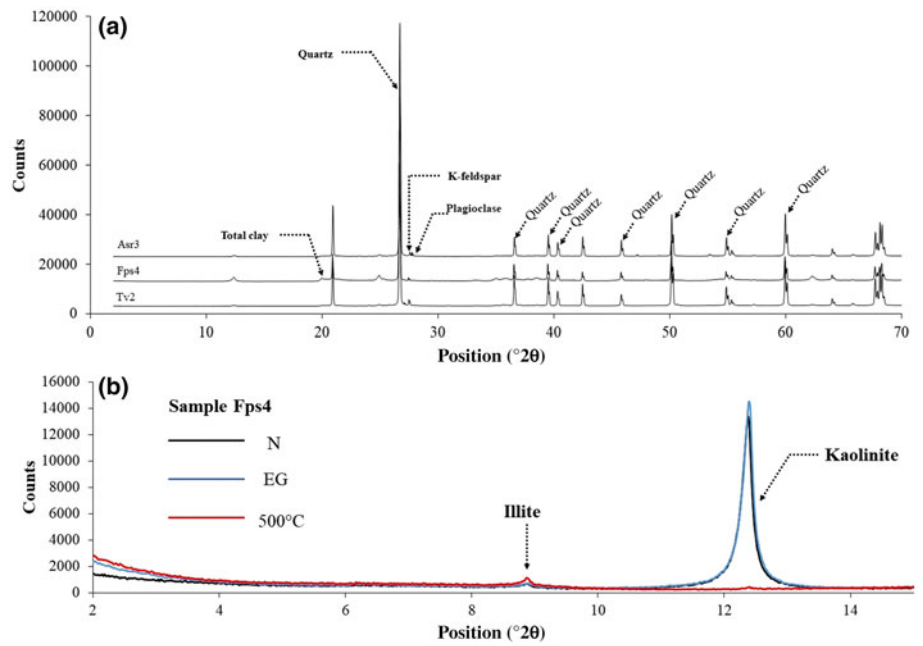 (a)
Counts
120000
100000
80000
60000
40000
20000
0
Quartz
K-feldspar
Plagioclase
Total clay
Quartz
Quartz
Quartz
Quartz
Quartz
Quartz
Quartz
Asr3
Fps4
Tv2
0 10 20 30 40 50 60 70
Position (°2θ)
(b)
Counts
16000
14000
12000
10000
8000
6000
4000
2000
0
Sample Fps4
N
EG
500°C
Illite
Kaolinite
2 4 6 8 10 12 14
Position (°2θ)